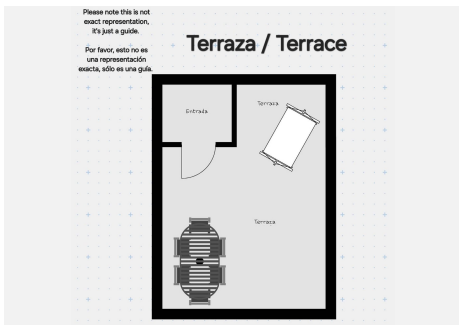 Please note this is not
exact representation,
it's just a guide.
Por favor, esto no es
una representación
exacta, sólo es una guía.
Terraza / Terrace
Entrada
Terraza
Terraza